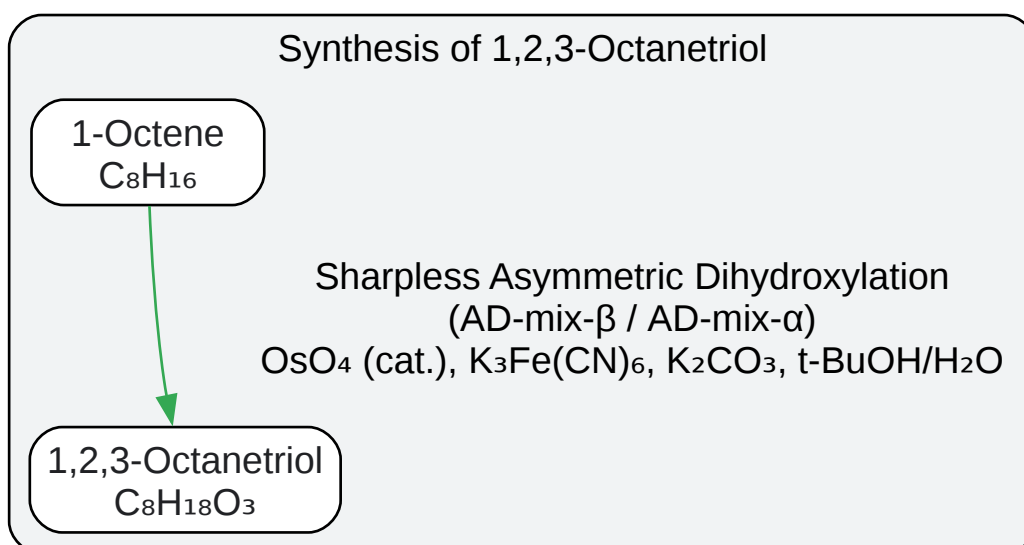 Synthesis of 1,2,3-Octanetriol
1-Octene
C₈H₁₆
Sharpless Asymmetric Dihydroxylation
(AD-mix-β / AD-mix-α)
OsO₄ (cat.), K₃Fe(CN)₆, K₂CO₃, t-BuOH/H₂O
1,2,3-Octanetriol
C₈H₁₈O₃